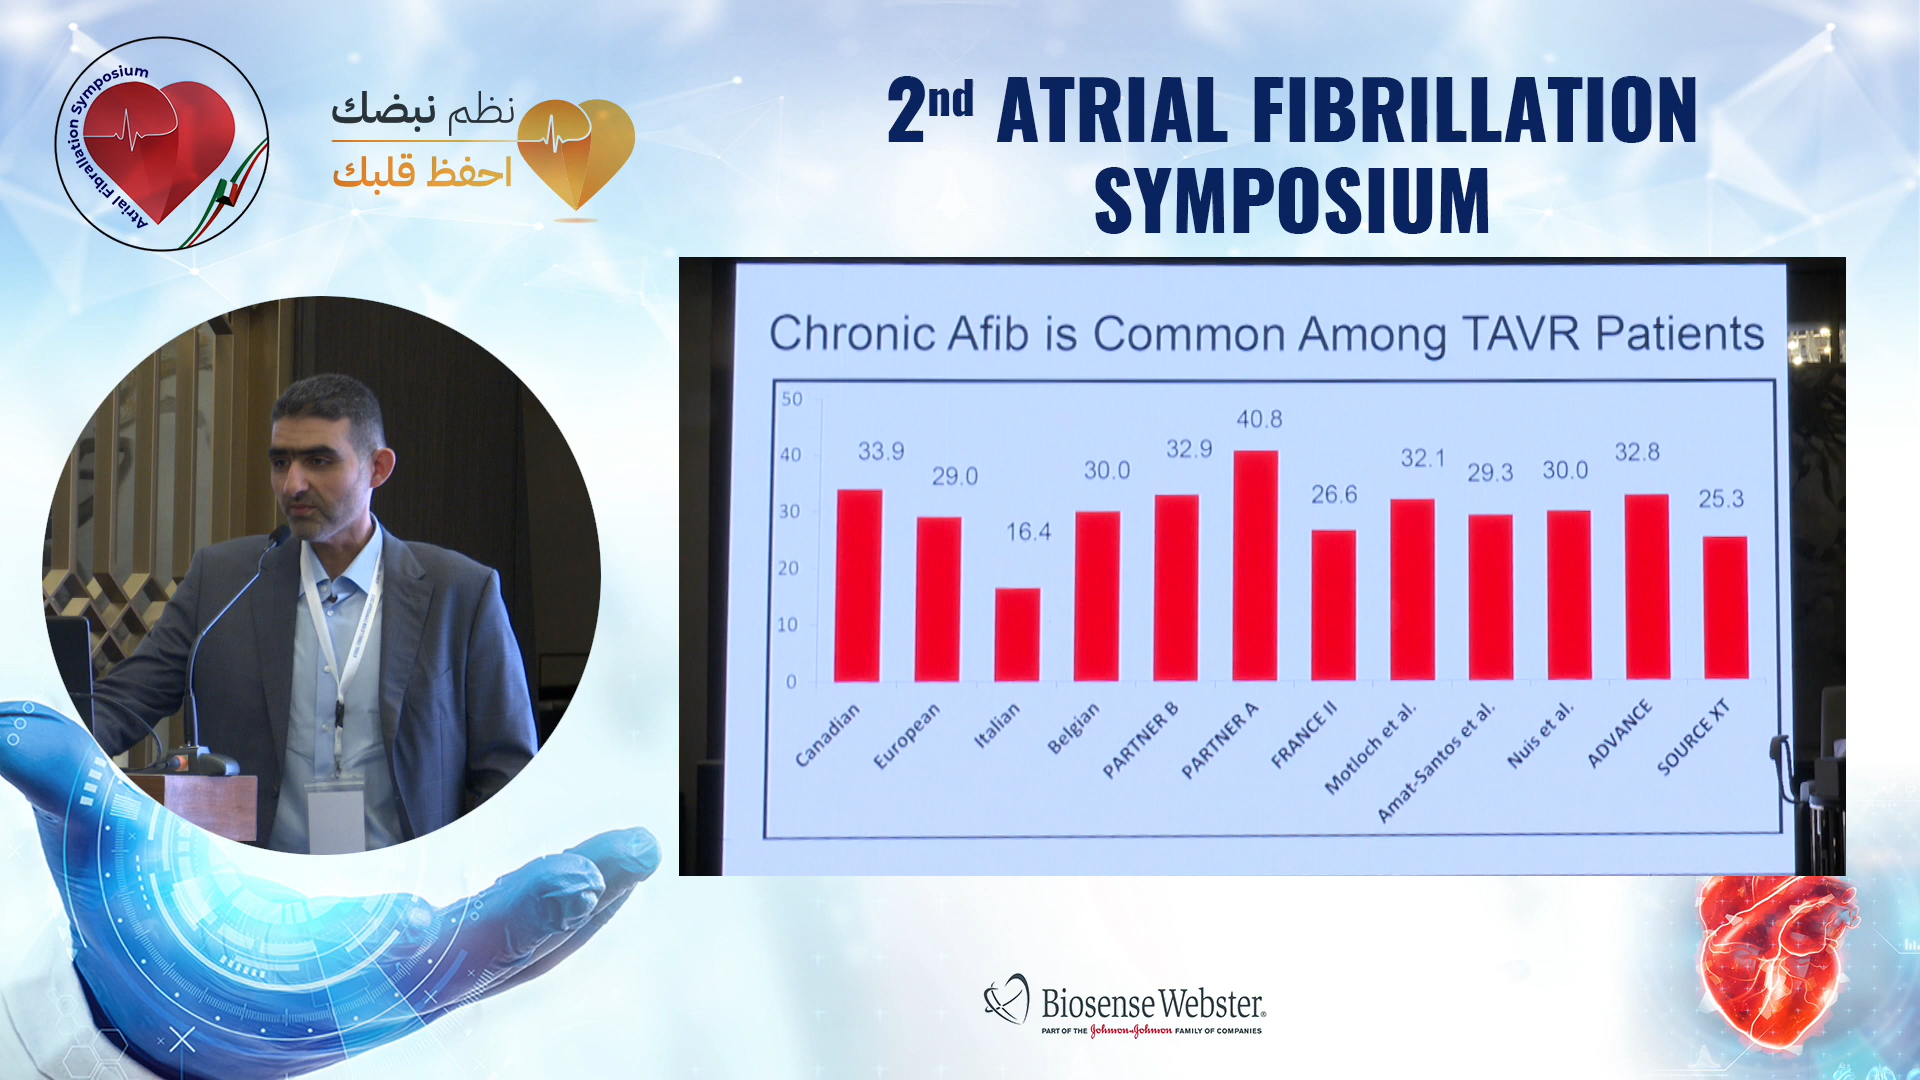 Atrial Fibrallation Symposium
نظم نبضك
احفظ قلبك
2nd ATRIAL FIBRILLATION
SYMPOSIUM
Chronic Afib is Common Among TAVR Patients
50
40
30
20
10
0
33.9
29.0
16.4
30.0
32.9
40.8
26.6
32.1
29.3
30.0
32.8
25.3
Canadian
European
Italian
Belgian
PARTNER B
PARTNER A
FRANCE II
Motloch et al.
Amat-Santos et al.
Nuis et al.
ADVANCE
SOURCE XT
Biosense Webster®
PART OF THE Johnson & Johnson FAMILY OF COMPANIES